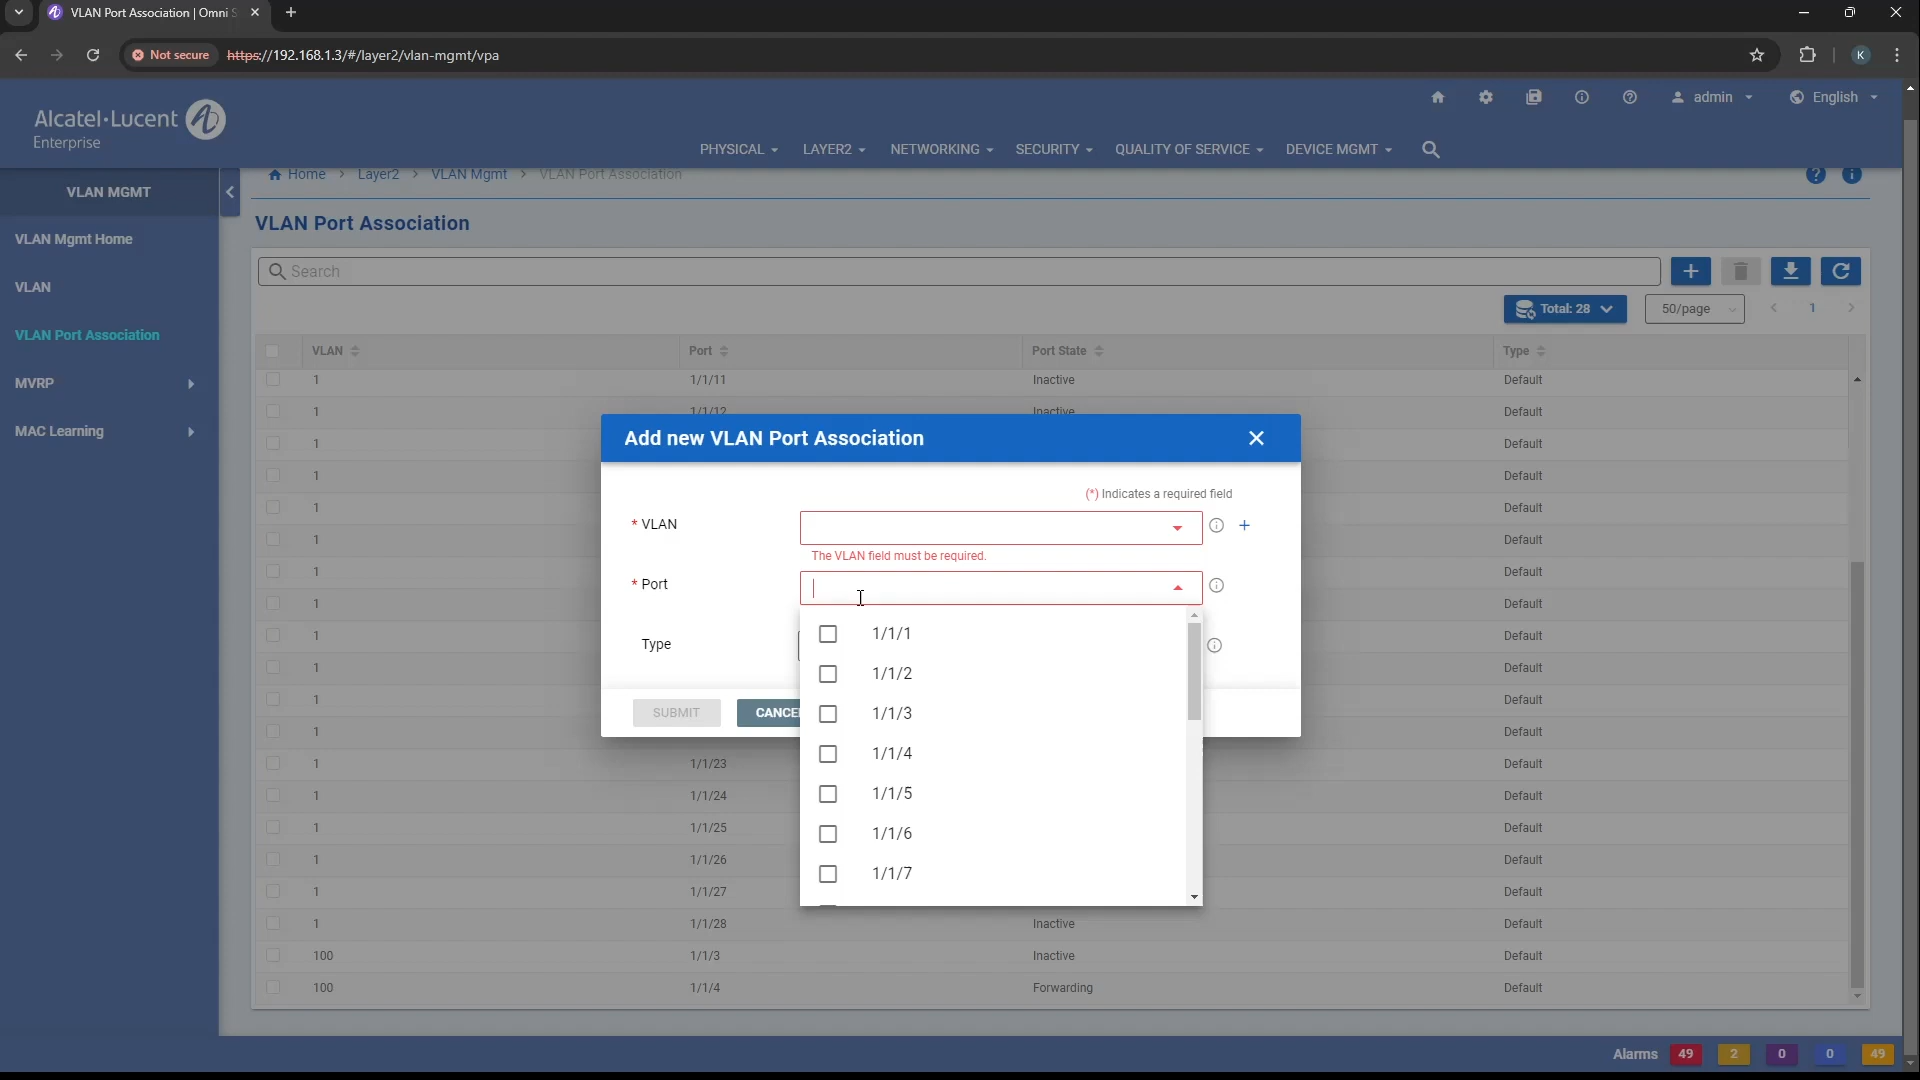 VLAN Port Association | Omni S
Not secure
https://192.168.1.3/#/layer2/vlan-mgmt/vpa
K
Alcatel·Lucent
Enterprise
admin
English
PHYSICAL
LAYER2
NETWORKING
SECURITY
QUALITY OF SERVICE
DEVICE MGMT
VLAN MGMT
VLAN Mgmt Home
VLAN
VLAN Port Association
MVRP
MAC Learning
Home > Layer2 > VLAN Mgmt > VLAN Port Association
VLAN Port Association
Search
Total: 28
50/page
1
VLAN Port Port State Type
1 1/1/11 Inactive Default
1 1/1/12 Inactive Default
1 Default
1 Default
1 Default
1 Default
1 Default
1 Default
1 Default
1 Default
1 Default
1 Default
1 1/1/23 Default
1 1/1/24 Default
1 1/1/25 Default
1 1/1/26 Default
1 1/1/27 Default
1 1/1/28 Inactive Default
100 1/1/3 Inactive Default
100 1/1/4 Forwarding Default
Add new VLAN Port Association
(*) Indicates a required field
* VLAN
The VLAN field must be required.
* Port
Type
1/1/1
1/1/2
1/1/3
1/1/4
1/1/5
1/1/6
1/1/7
SUBMIT
CANCEL
Alarms 49 2 0 0 49